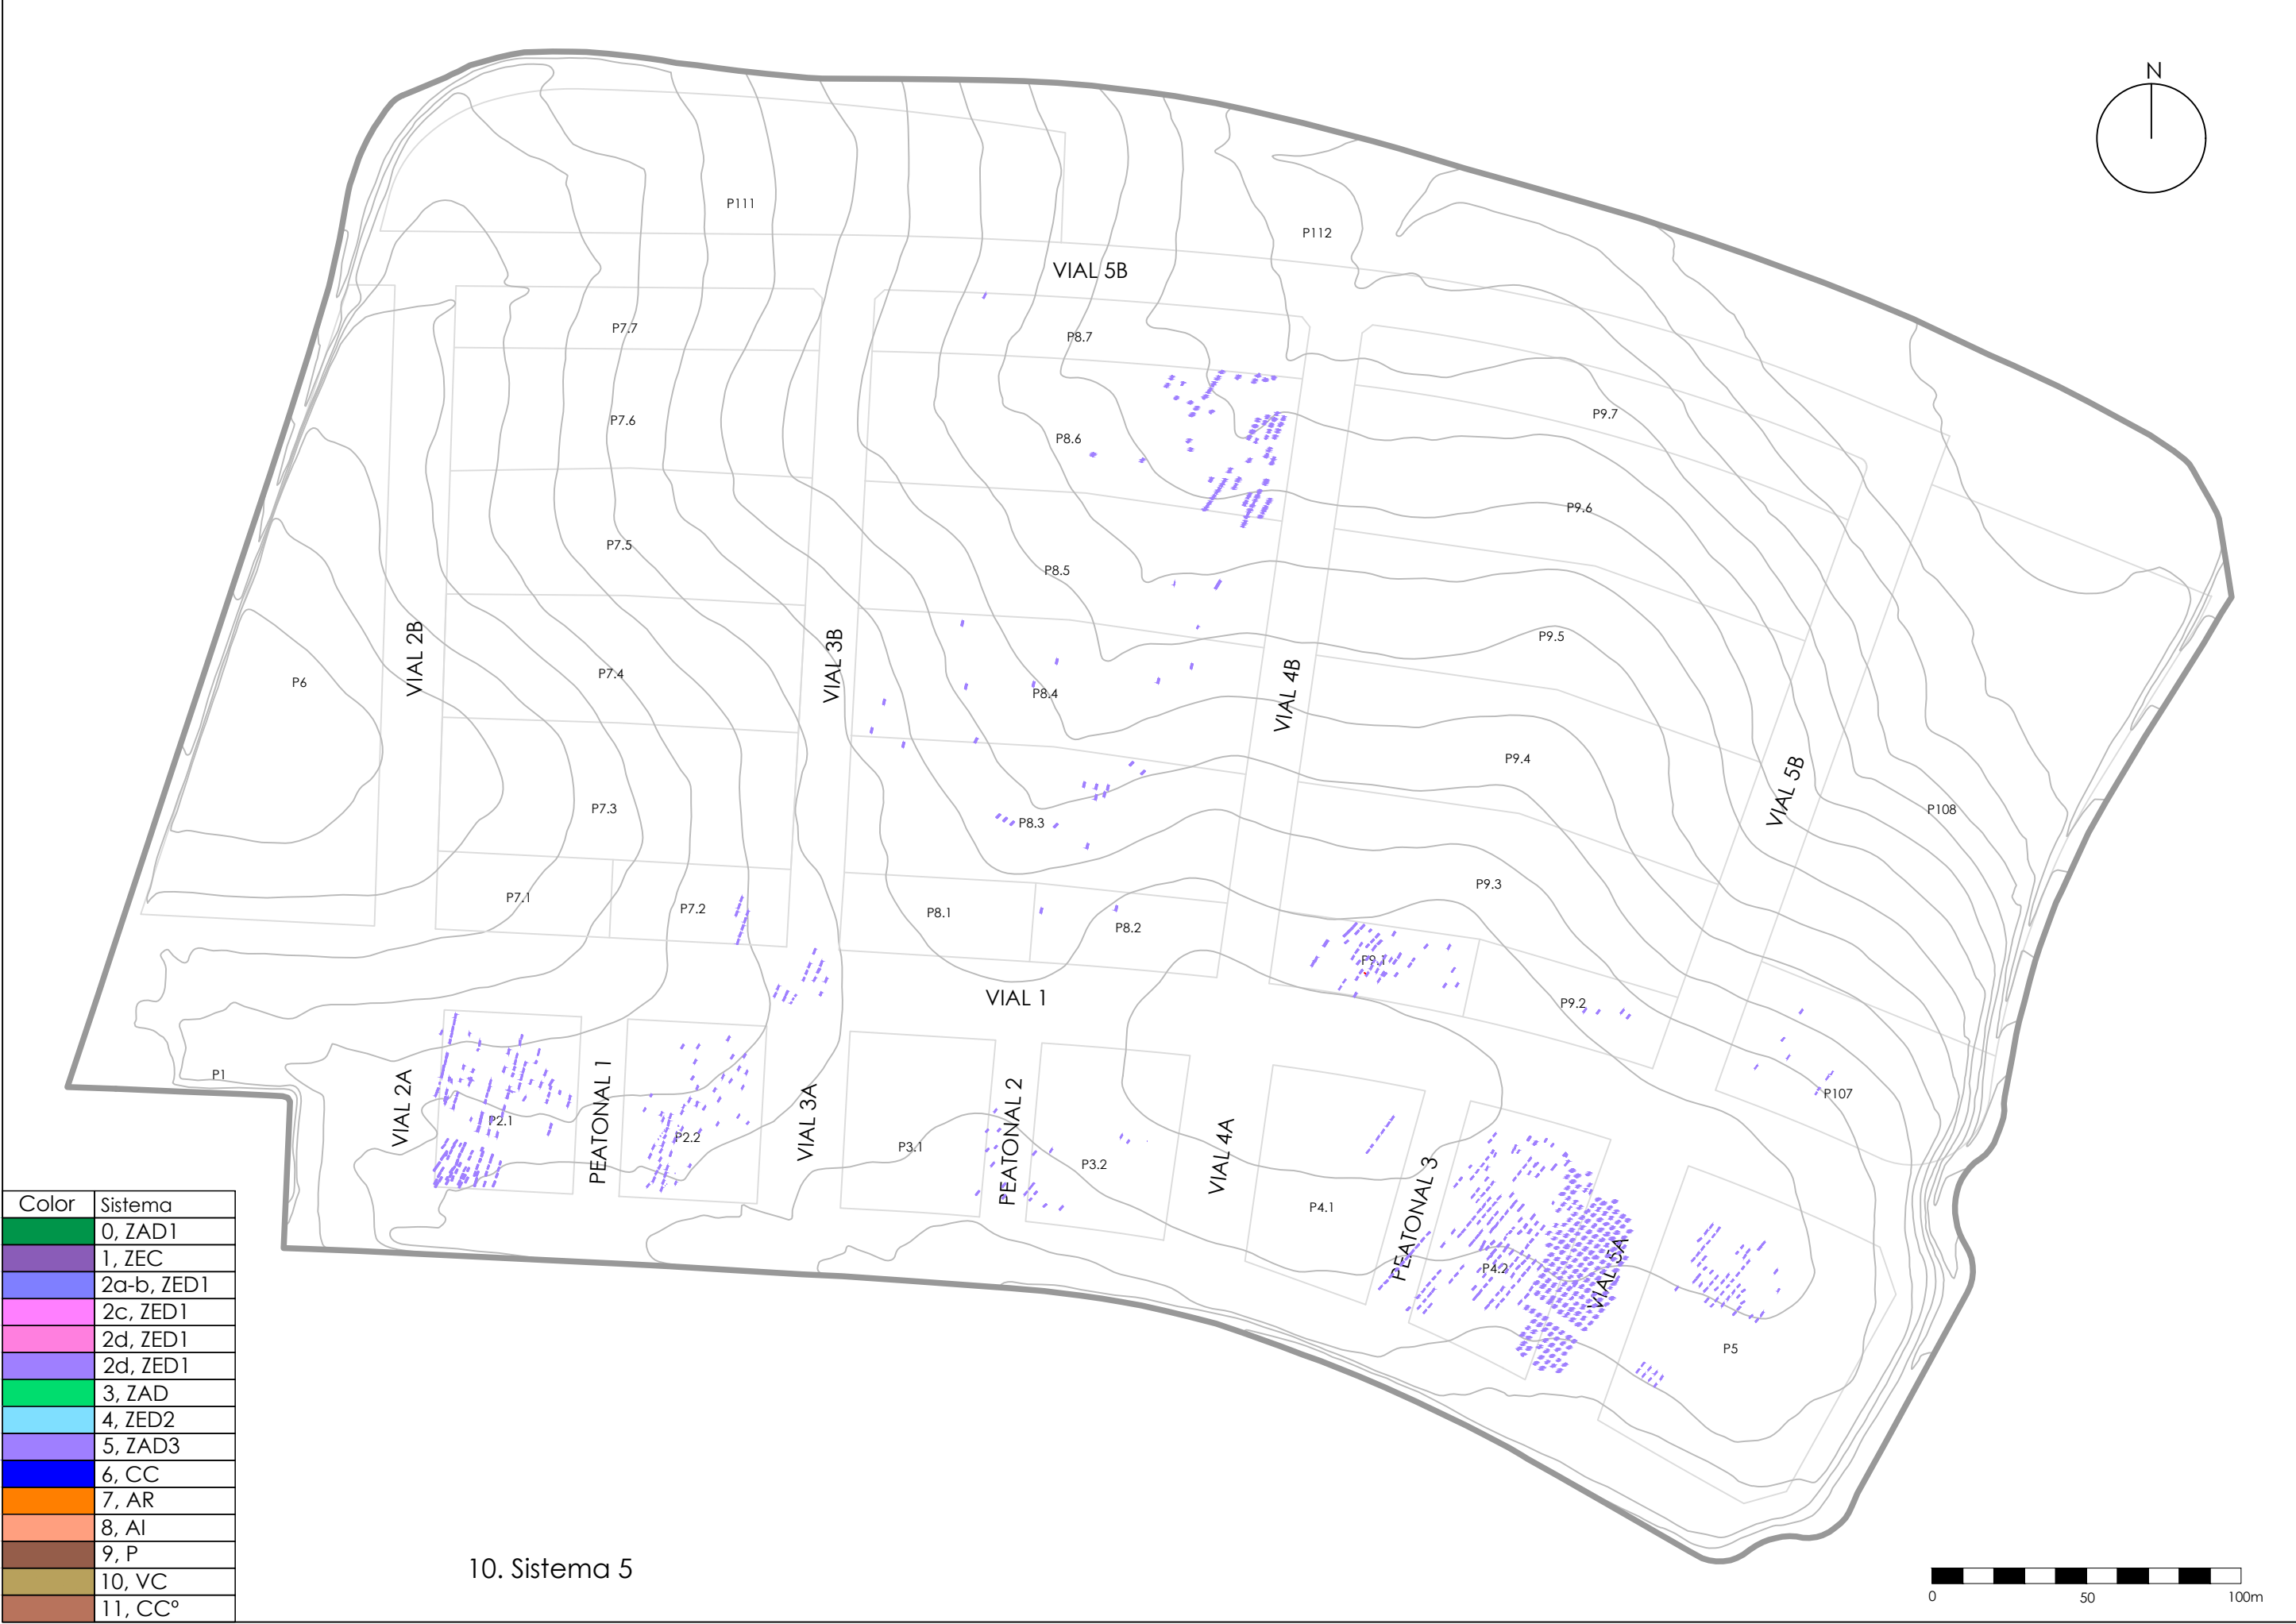 N
P111
P112
VIAL 5B
P7.7
P8.7
P7.6
P8.6
P9.7
P9.6
P7.5
P8.5
P9.5
VIAL 2B
VIAL 3B
VIAL 4B
P6
P7.4
P8.4
P9.4
VIAL 5B
P7.3
P8.3
P108
P9.3
P7.1
P7.2
P8.1
P8.2
P9.1
VIAL 1
P9.2
P1
P107
VIAL 2A
P2.1
PEATONAL 1
P2.2
VIAL 3A
P3.1
PEATONAL 2
P3.2
VIAL 4A
P4.1
PEATONAL 3
P4.2
VIAL 5A
P5
Color Sistema
0, ZAD1
1, ZEC
2a-b, ZED1
2c, ZED1
2d, ZED1
2d, ZED1
3, ZAD
4, ZED2
5, ZAD3
6, CC
7, AR
8, AI
9, P
10, VC
11, CCº
10. Sistema 5
0 50 100m